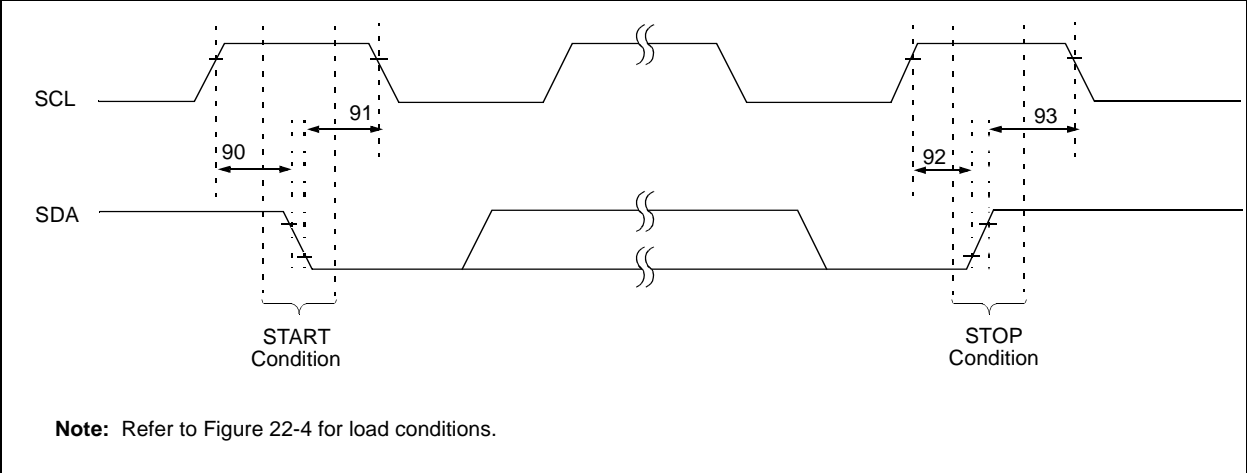 SCL
91
93
90
92
SDA
START
Condition
STOP
Condition
Note: Refer to Figure 22-4 for load conditions.